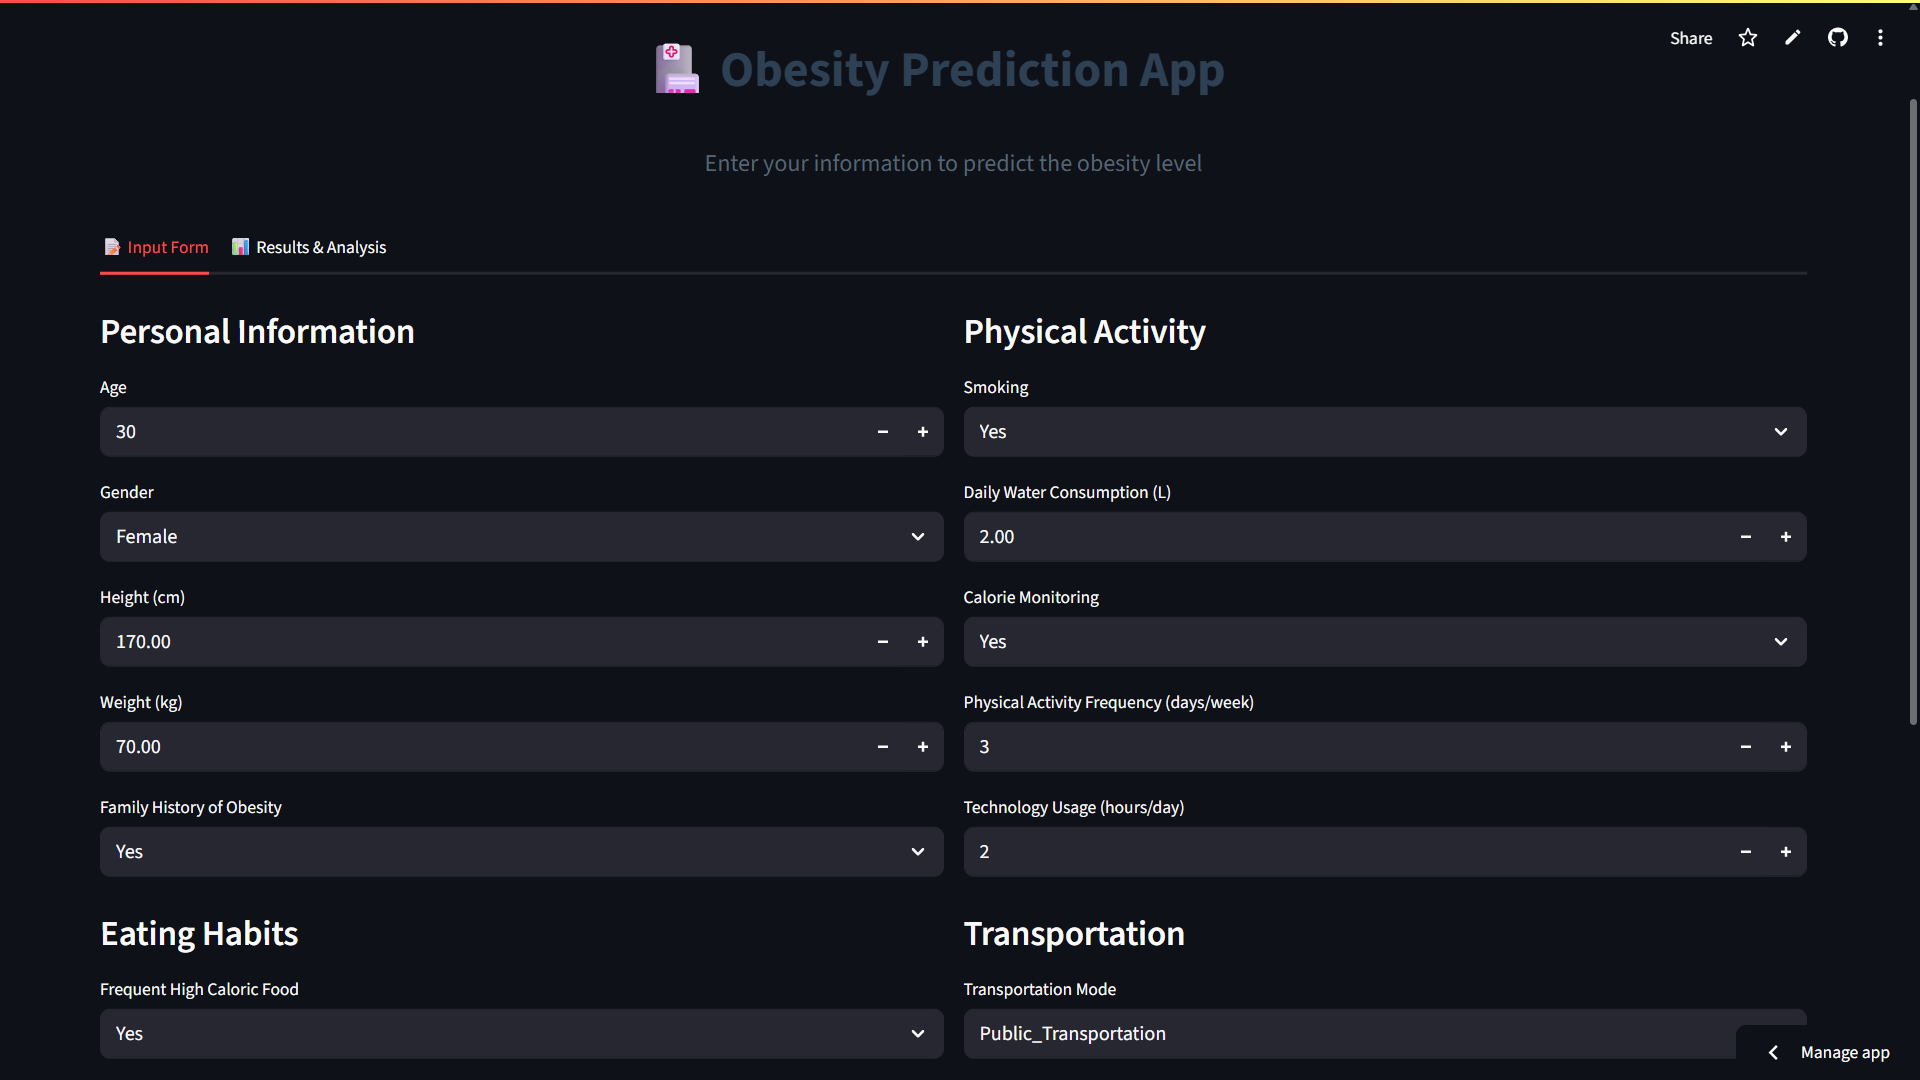 Share
Obesity Prediction App
Enter your information to predict the obesity level
Input Form
Results & Analysis
Personal Information
Age
30
Gender
Female
Height (cm)
170.00
Weight (kg)
70.00
Family History of Obesity
Yes
Eating Habits
Frequent High Caloric Food
Yes
Physical Activity
Smoking
Yes
Daily Water Consumption (L)
2.00
Calorie Monitoring
Yes
Physical Activity Frequency (days/week)
3
Technology Usage (hours/day)
2
Transportation
Transportation Mode
Public_Transportation
Manage app